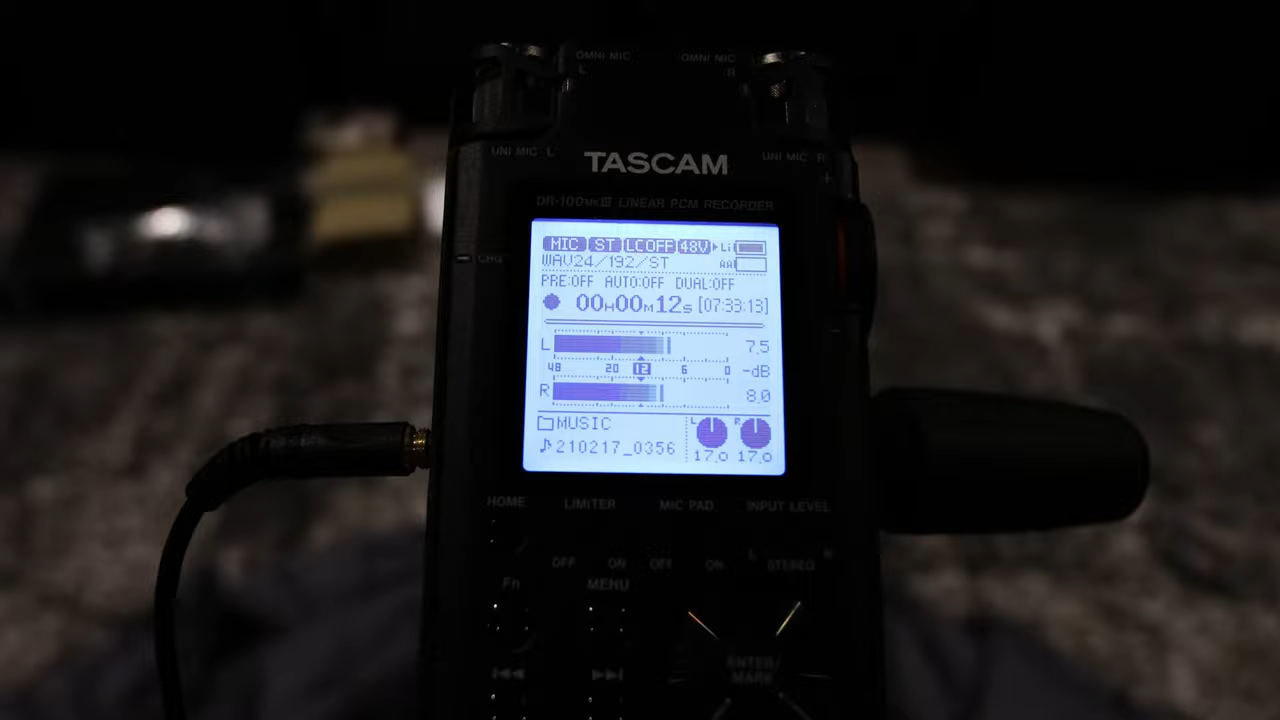 OMNI MIC OMNI MIC
L R
UNI MIC L UNI MIC R
TASCAM
DR-100MKIII LINEAR PCM RECORDER
MIC ST LCOFF 48V Li
WAV24/192/ST AA
CHG
PRE:OFF AUTO:OFF DUAL:OFF
00H00M12S [07:33:13]
L 7.5
48 20 12 6 0 -dB
R 8.0
MUSIC L R
210217_0356
17.0 17.0
HOME LIMITER MIC PAD INPUT LEVEL
OFF ON OFF ON L STEREO R
Fn MENU
ENTER/
MARK